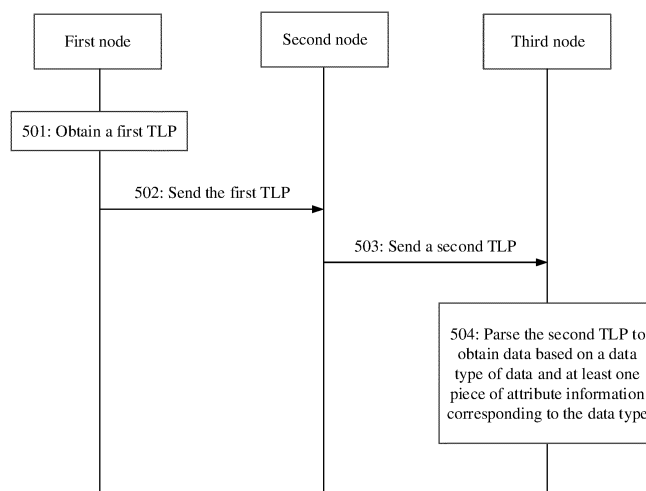 First node
Second node
Third node
501: Obtain a first TLP
502: Send the first TLP
503: Send a second TLP
504: Parse the second TLP to
obtain data based on a data
type of data and at least one
piece of attribute information
corresponding to the data type